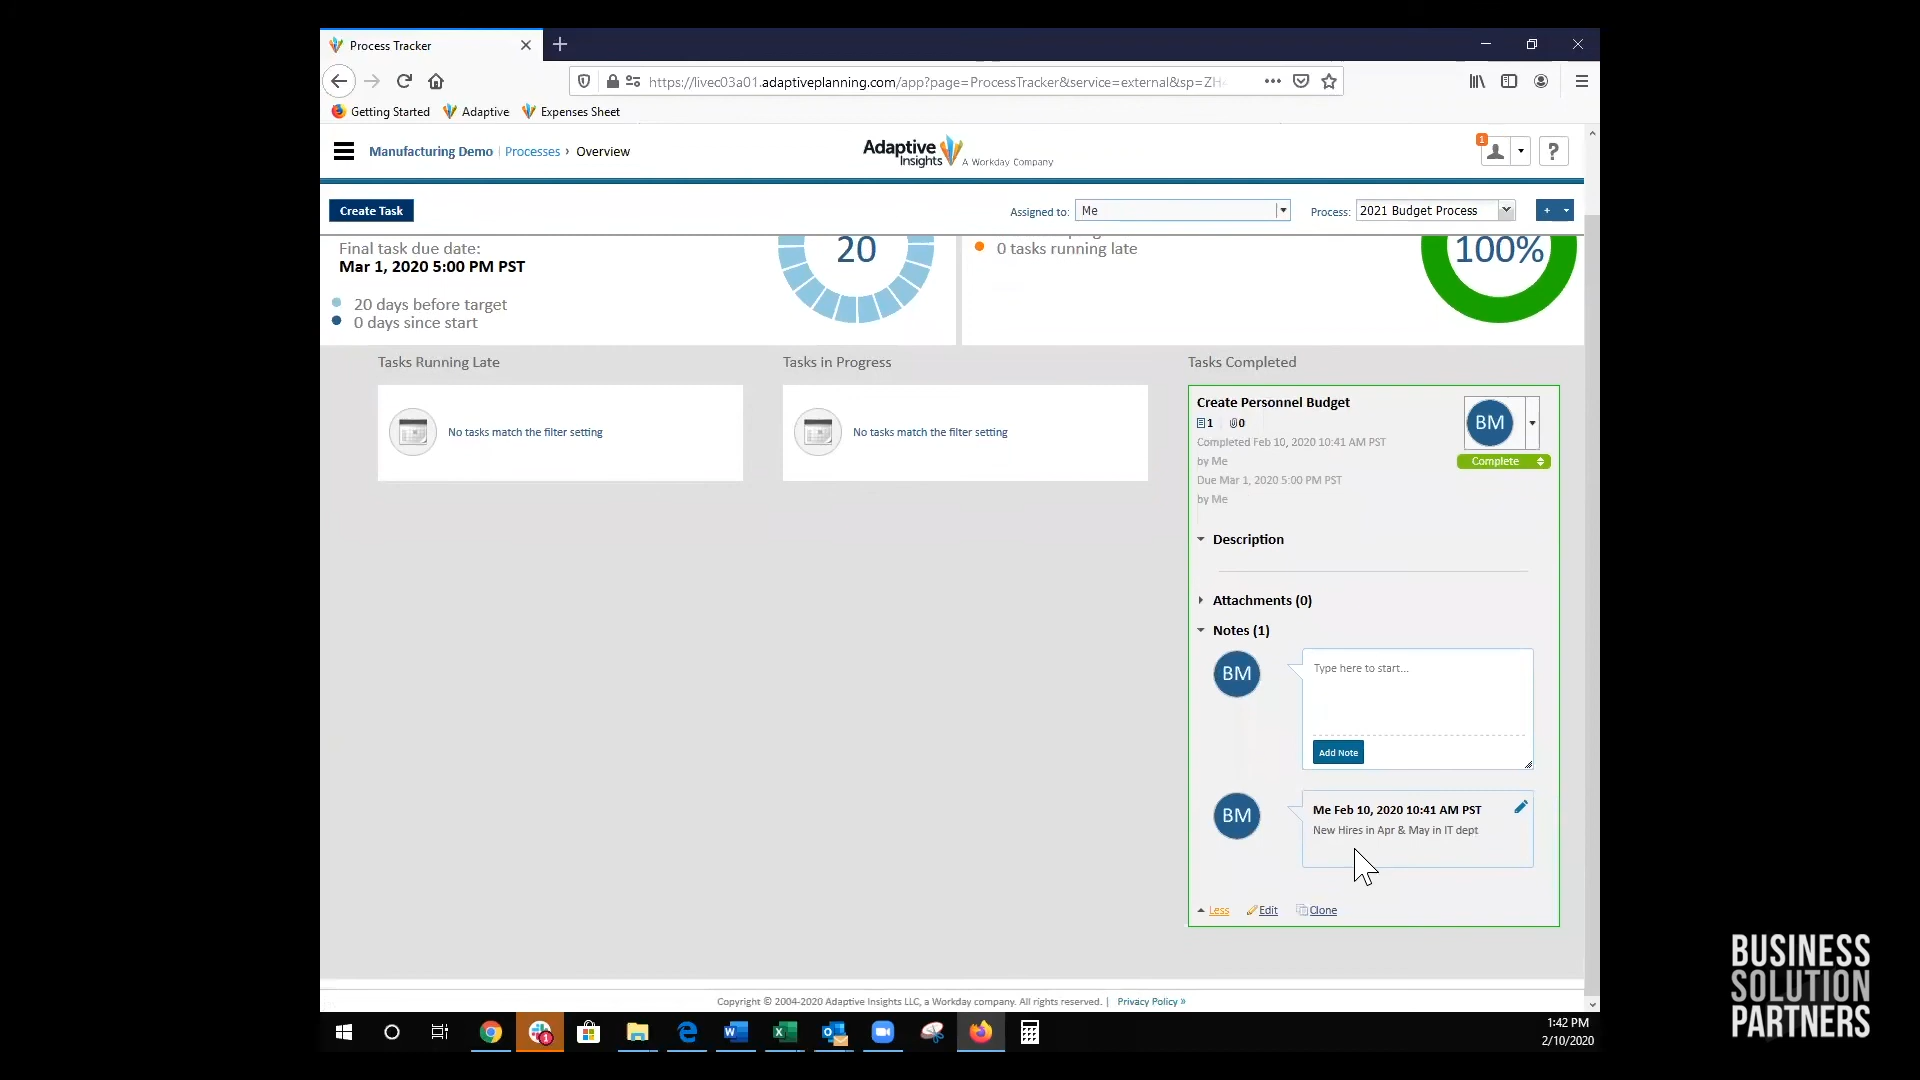 Process Tracker
https://livec03a01.adaptiveplanning.com/app?page=ProcessTracker&service=external&sp=ZH
Getting Started Adaptive Expenses Sheet
Manufacturing Demo Processes › Overview
Adaptive Insights A Workday Company
1
?
Create Task
Assigned to: Me Process: 2021 Budget Process +
Final task due date:
Mar 1, 2020 5:00 PM PST
20 days before target
0 days since start
20
0 tasks running late
100%
Tasks Running Late
No tasks match the filter setting
Tasks in Progress
No tasks match the filter setting
Tasks Completed
Create Personnel Budget
1 0
Completed Feb 10, 2020 10:41 AM PST
by Me
Due Mar 1, 2020 5:00 PM PST
by Me
BM
Complete
Description
Attachments (0)
Notes (1)
BM
Type here to start...
Add Note
BM
Me Feb 10, 2020 10:41 AM PST
New Hires in Apr & May in IT dept
Less Edit Clone
Copyright © 2004-2020 Adaptive Insights LLC, a Workday company. All rights reserved. | Privacy Policy »
1:42 PM
2/10/2020
BUSINESS
SOLUTION
PARTNERS